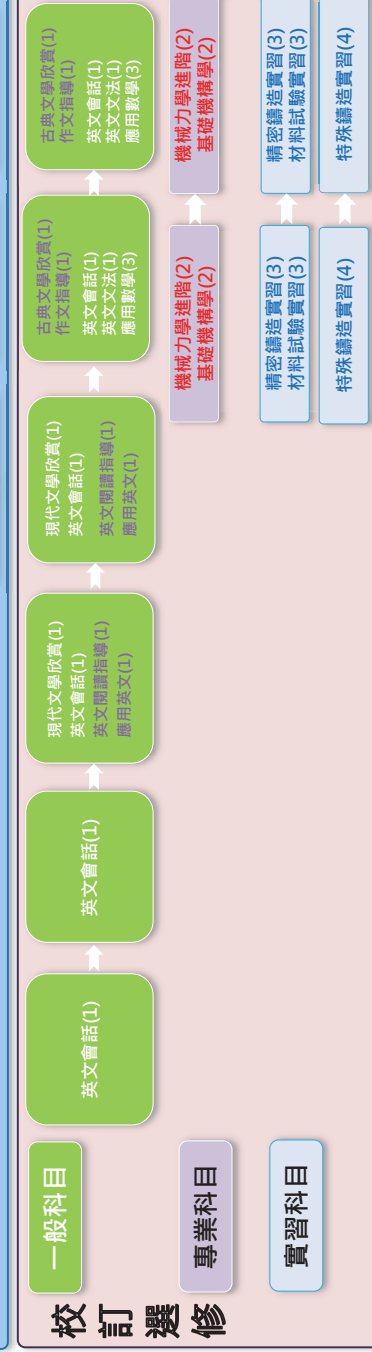 校訂選修
一般科目
英文會話(1)
英文會話(1)
現代文學欣賞(1)
英文會話(1)
英文閱讀指導(1)
應用英文(1)
現代文學欣賞(1)
英文會話(1)
英文閱讀指導(1)
應用英文(1)
古典文學欣賞(1)
作文指導(1)
英文會話(1)
英文文法(1)
應用數學(3)
古典文學欣賞(1)
作文指導(1)
英文會話(1)
英文文法(1)
應用數學(3)
專業科目
機械力學進階(2)
基礎機構學(2)
機械力學進階(2)
基礎機構學(2)
實習科目
精密鑄造實習(3)
材料試驗實習(3)
精密鑄造實習(3)
材料試驗實習(3)
特殊鑄造實習(4)
特殊鑄造實習(4)